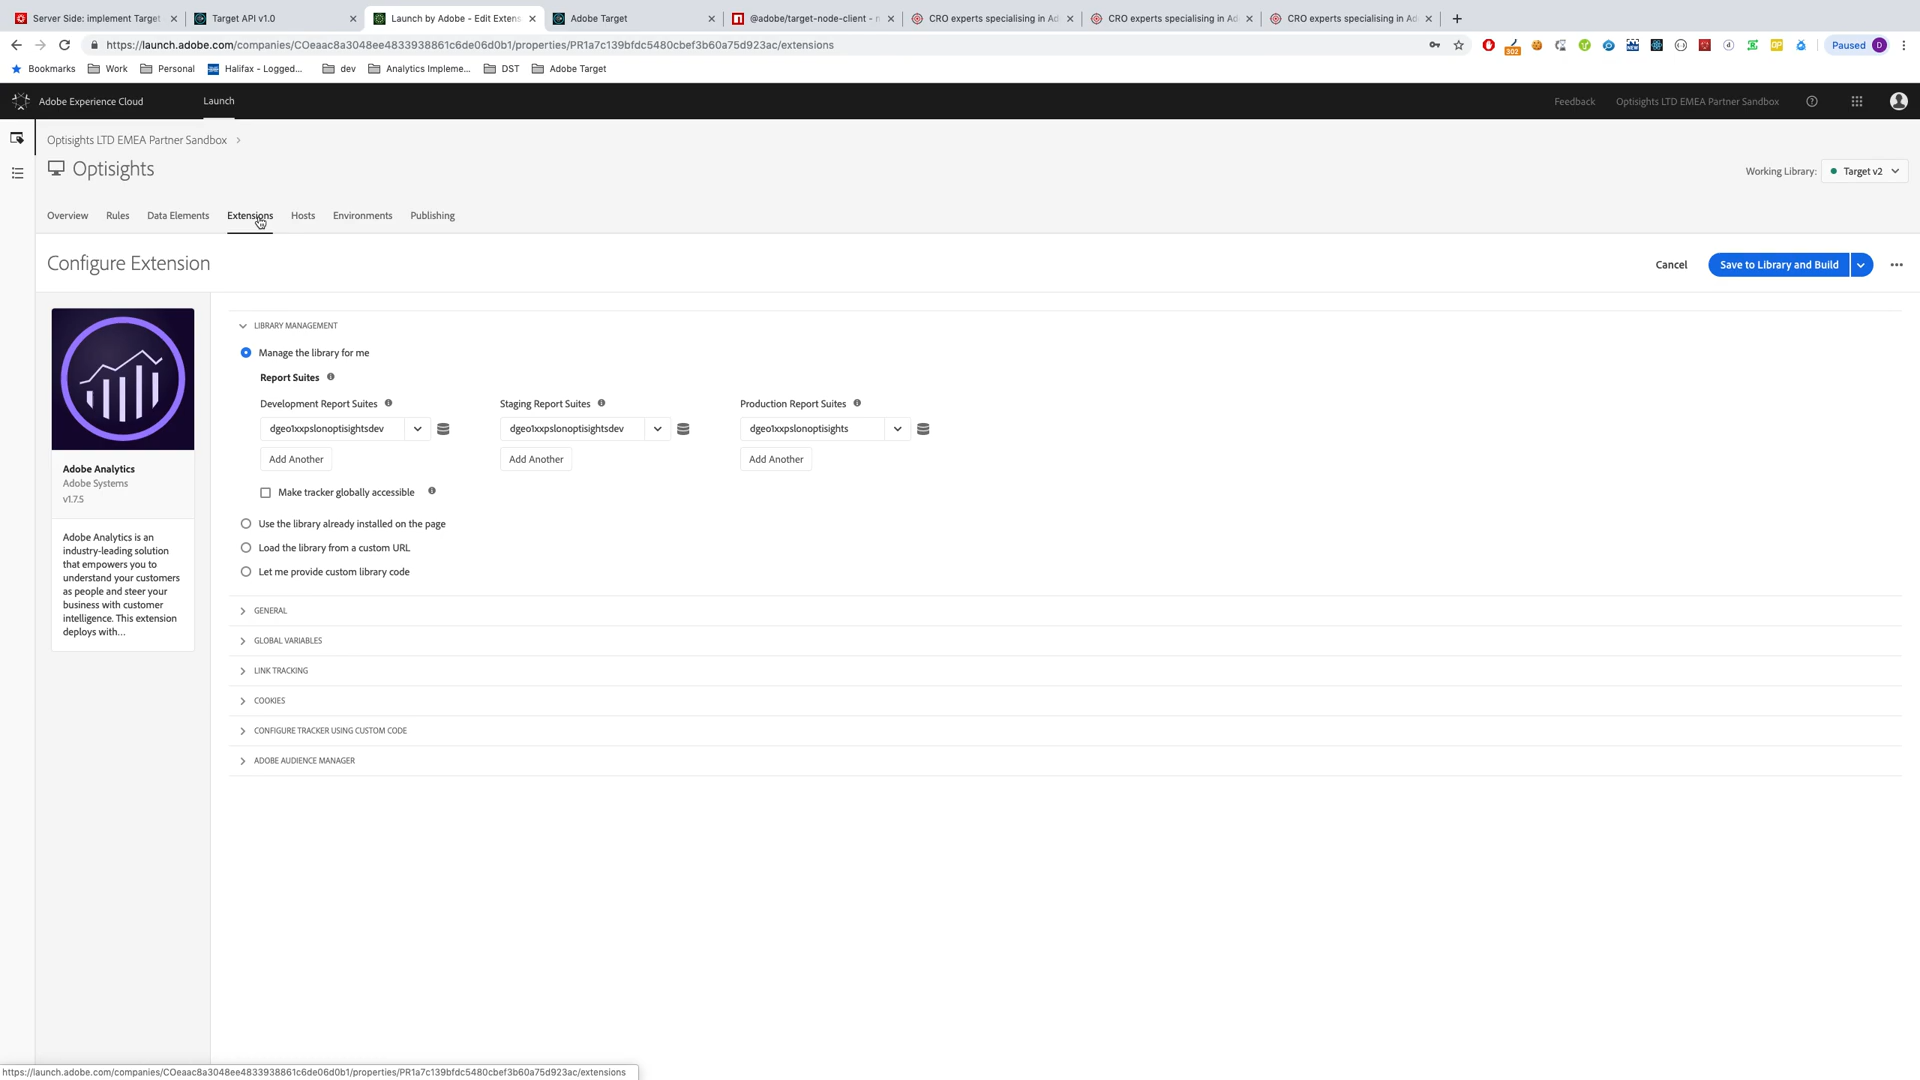 Server Side: implement Target
Target API v1.0
Launch by Adobe - Edit Extens
Adobe Target
@adobe/target-node-client - n
CRO experts specialising in Ad
CRO experts specialising in Ad
CRO experts specialising in Ad
https://launch.adobe.com/companies/COeaac8a3048ee4833938861c6de06d0b1/properties/PR1a7c139bfdc5480cbef3b60a75d923ac/extensions
302
NEW
DP
Paused D
Bookmarks Work Personal Halifax - Logged... dev Analytics Impleme... DST Adobe Target
Adobe Experience Cloud Launch Feedback Optisights LTD EMEA Partner Sandbox
Optisights LTD EMEA Partner Sandbox
Optisights
Working Library: Target v2
Overview Rules Data Elements Extensions Hosts Environments Publishing
Configure Extension
Cancel Save to Library and Build
LIBRARY MANAGEMENT
Manage the library for me
Report Suites
Development Report Suites Staging Report Suites Production Report Suites
dgeo1xxpslonoptisightsdev dgeo1xxpslonoptisightsdev dgeo1xxpslonoptisights
Add Another Add Another Add Another
Make tracker globally accessible
Use the library already installed on the page
Load the library from a custom URL
Let me provide custom library code
GENERAL
GLOBAL VARIABLES
LINK TRACKING
COOKIES
CONFIGURE TRACKER USING CUSTOM CODE
ADOBE AUDIENCE MANAGER
Adobe Analytics
Adobe Systems
v1.7.5
Adobe Analytics is an
industry-leading solution
that empowers you to
understand your customers
as people and steer your
business with customer
intelligence. This extension
deploys with...
https://launch.adobe.com/companies/COeaac8a3048ee4833938861c6de06d0b1/properties/PR1a7c139bfdc5480cbef3b60a75d923ac/extensions